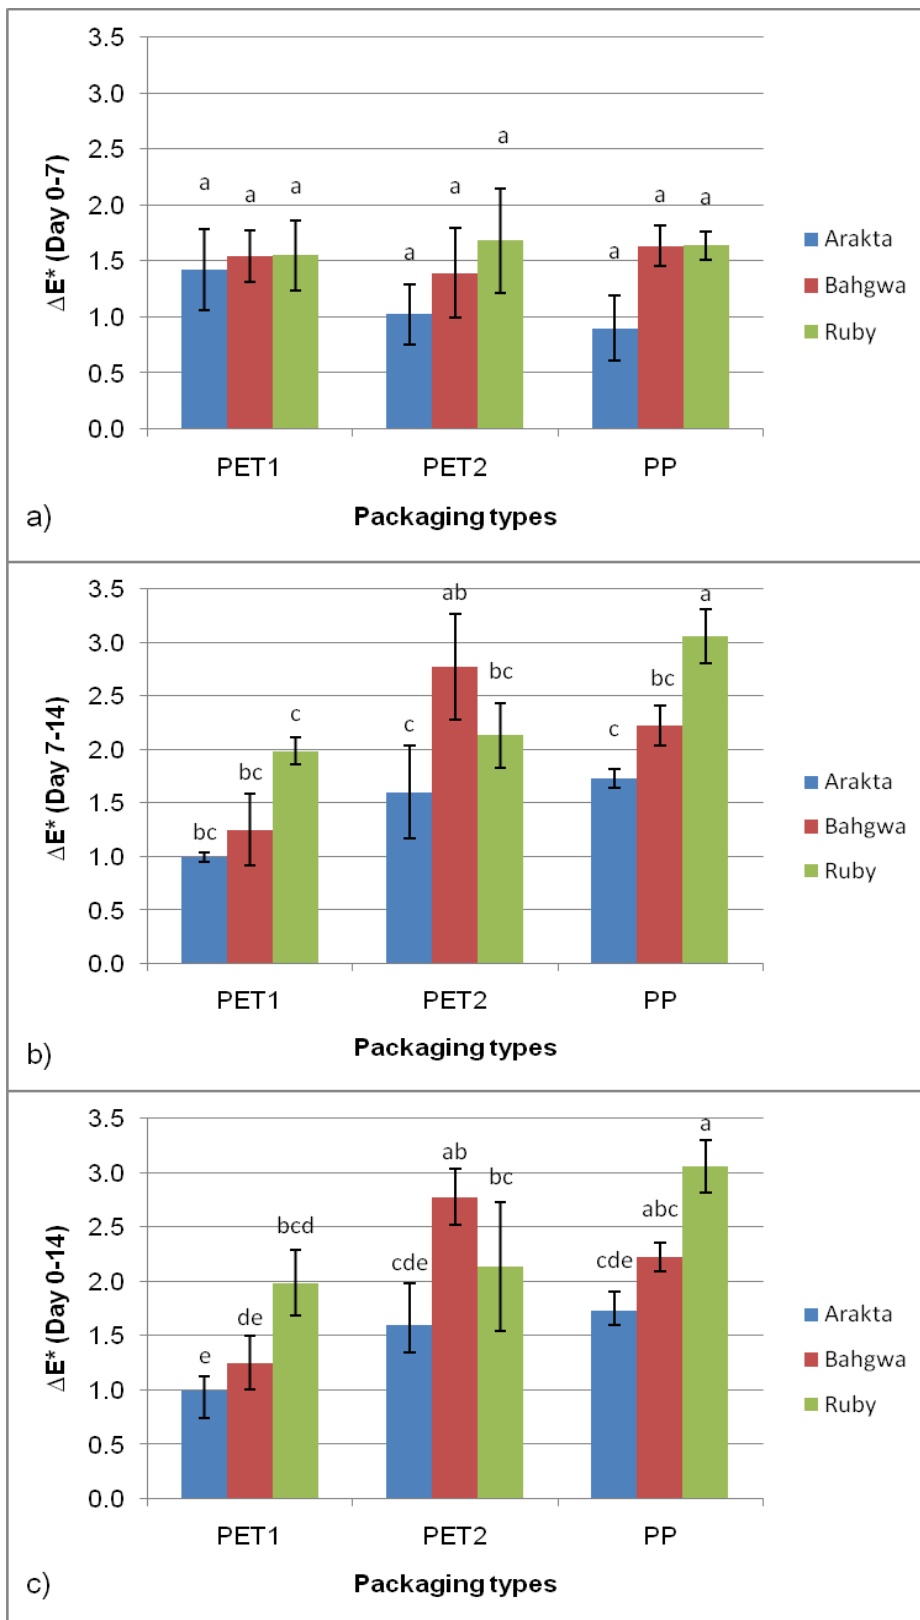 3.5
3.0
2.5
2.0
1.5
1.0
0.5
0.0
ΔE* (Day 0-7)
a a a a a a a a a
PET1 PET2 PP
Packaging types
Arakta
Bahgwa
Ruby
a)
3.5
3.0
2.5
2.0
1.5
1.0
0.5
0.0
ΔE* (Day 7-14)
bc bc c c ab bc c bc a
PET1 PET2 PP
Packaging types
Arakta
Bahgwa
Ruby
b)
3.5
3.0
2.5
2.0
1.5
1.0
0.5
0.0
ΔE* (Day 0-14)
e de bcd cde ab bc cde abc a
PET1 PET2 PP
Packaging types
Arakta
Bahgwa
Ruby
c)